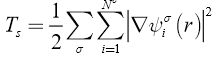 T_s = \frac{1}{2} \sum_{\sigma} \sum_{i=1}^{N^{\sigma}} \left| \nabla \psi_i^{\sigma}(r) \right|^2